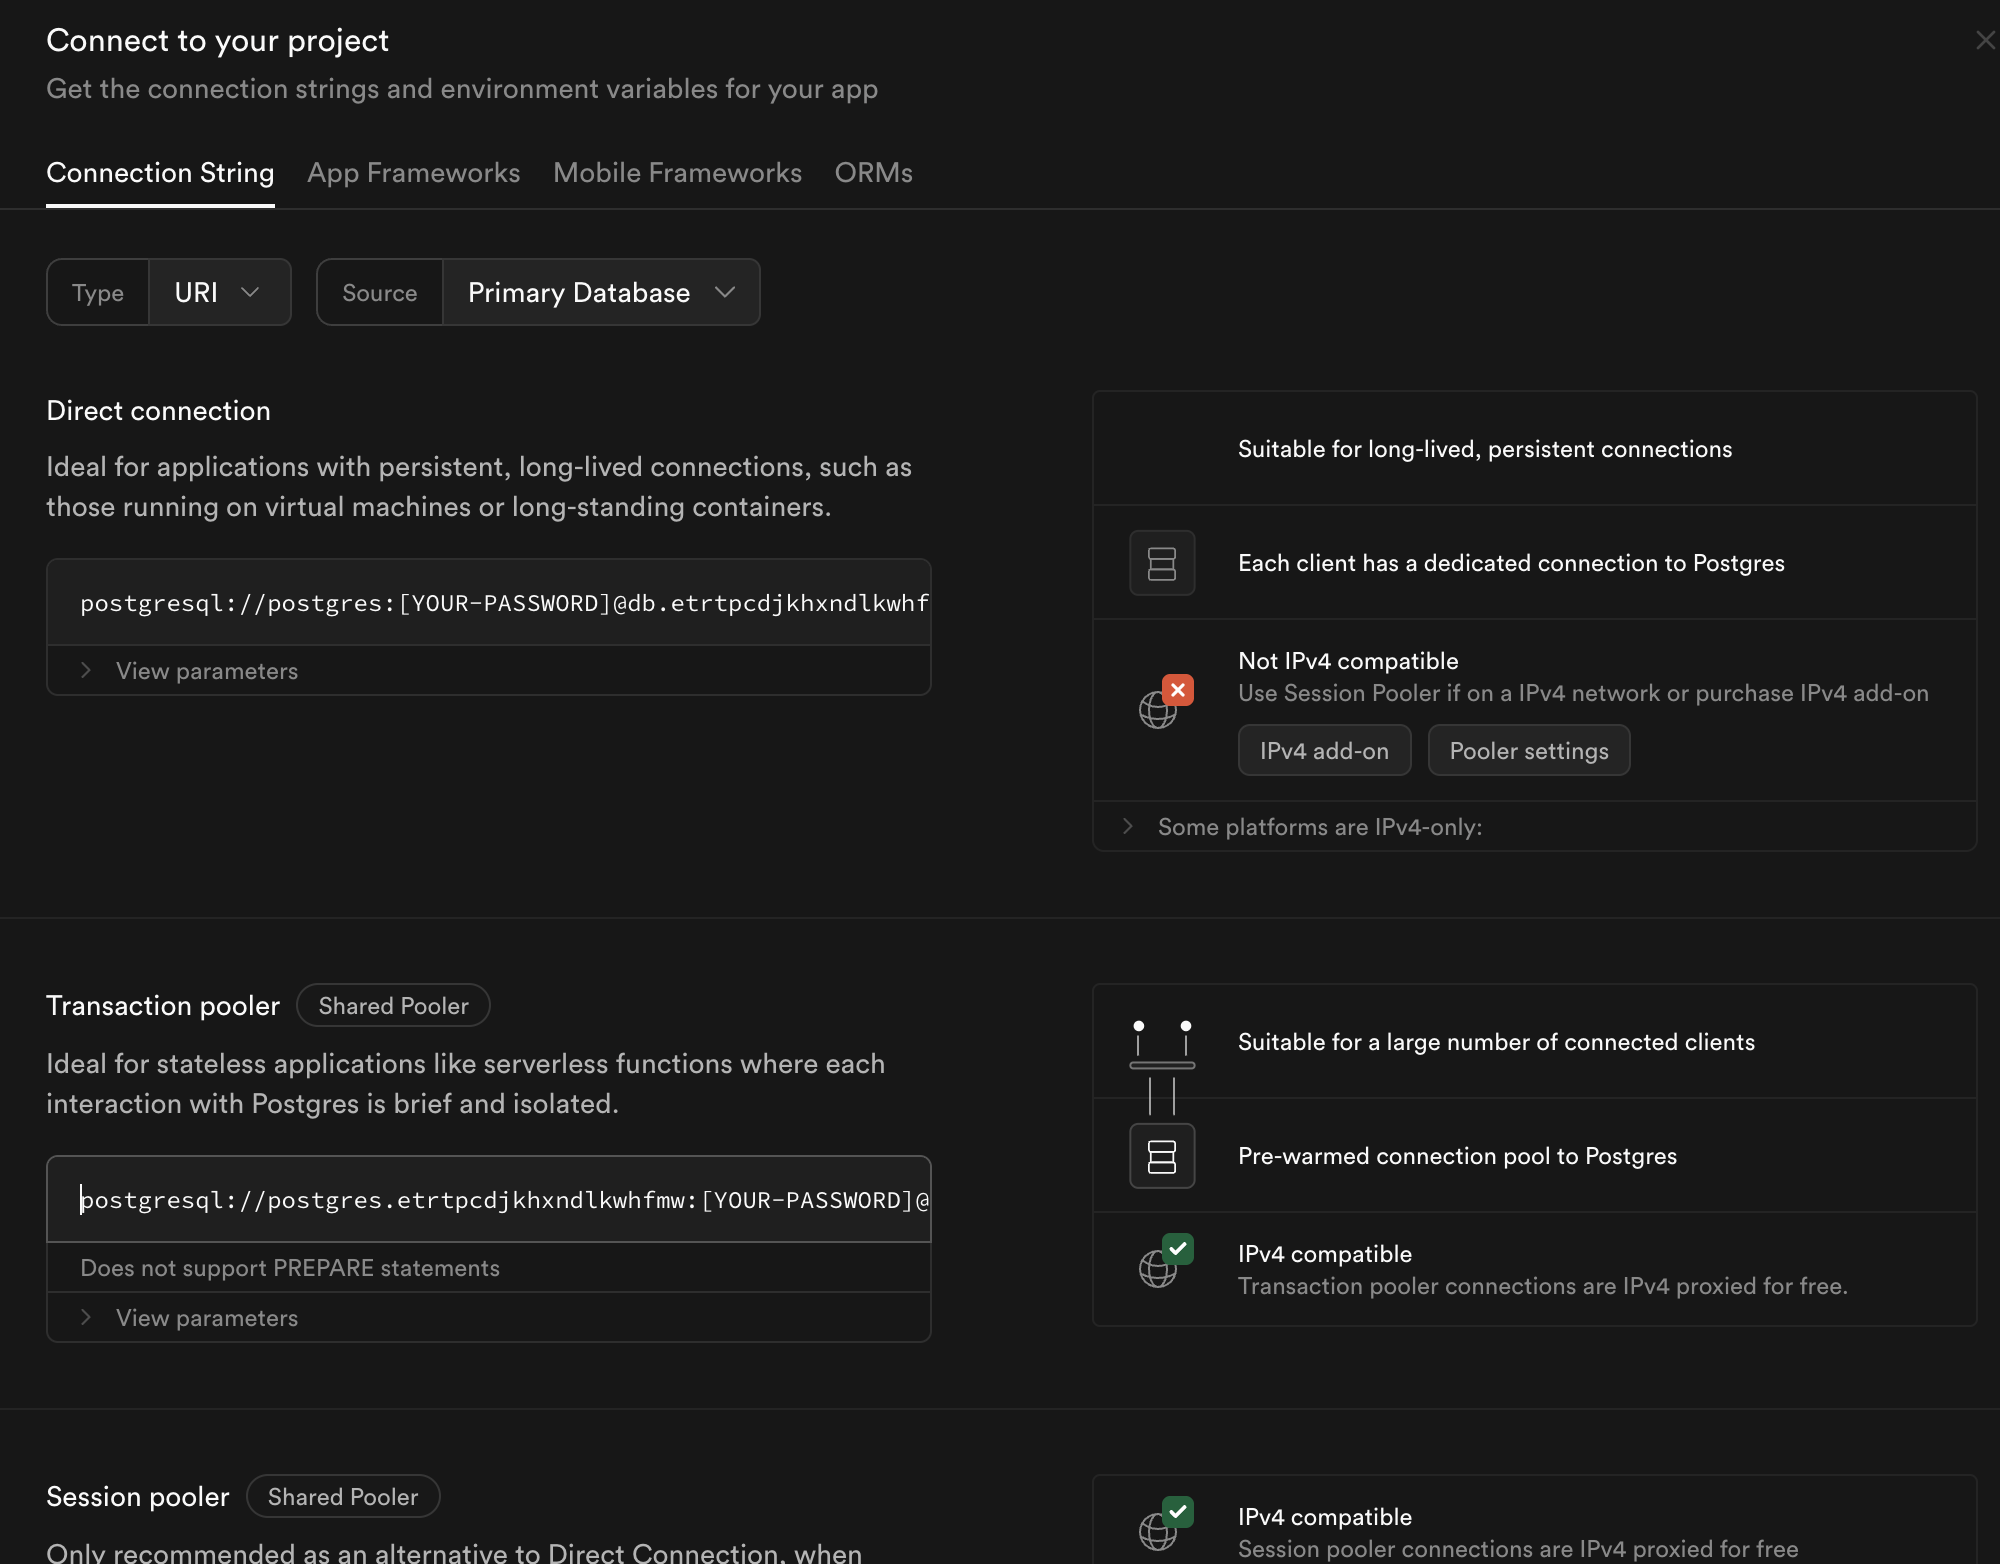 Connect to your project
Get the connection strings and environment variables for your app
Connection String
App Frameworks
Mobile Frameworks
ORMs
Type
URI
Source
Primary Database
Direct connection
Ideal for applications with persistent, long-lived connections, such as
those running on virtual machines or long-standing containers.
postgresql://postgres:[YOUR-PASSWORD]@db.etrtpcdjkhxndlkwhf
View parameters
Suitable for long-lived, persistent connections
Each client has a dedicated connection to Postgres
Not IPv4 compatible
Use Session Pooler if on a IPv4 network or purchase IPv4 add-on
IPv4 add-on
Pooler settings
Some platforms are IPv4-only:
Transaction pooler
Shared Pooler
Ideal for stateless applications like serverless functions where each
interaction with Postgres is brief and isolated.
postgresql://postgres.etrtpcdjkhxndlkwhfmw:[YOUR-PASSWORD]@
Does not support PREPARE statements
View parameters
Suitable for a large number of connected clients
Pre-warmed connection pool to Postgres
IPv4 compatible
Transaction pooler connections are IPv4 proxied for free.
Session pooler
Shared Pooler
Only recommended as an alternative to Direct Connection, when
IPv4 compatible
Session pooler connections are IPv4 proxied for free